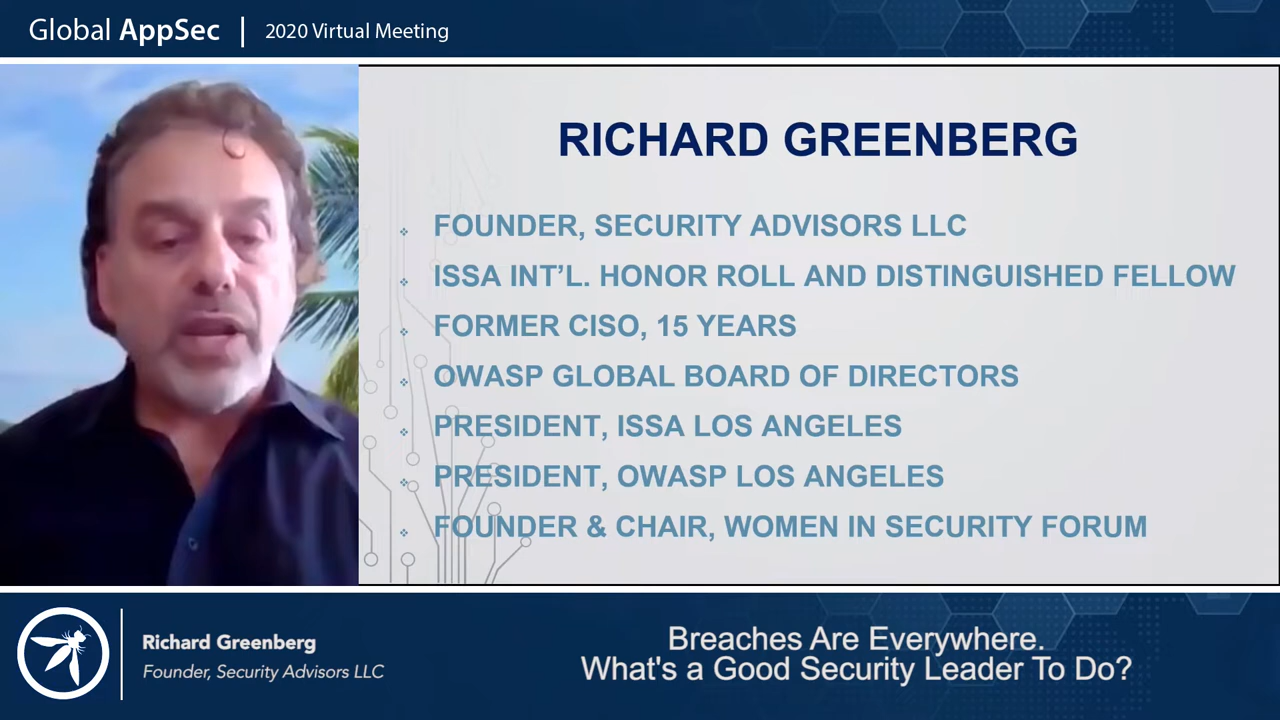 Global AppSec | 2020 Virtual Meeting
RICHARD GREENBERG
FOUNDER, SECURITY ADVISORS LLC
ISSA INT'L. HONOR ROLL AND DISTINGUISHED FELLOW
FORMER CISO, 15 YEARS
OWASP GLOBAL BOARD OF DIRECTORS
PRESIDENT, ISSA LOS ANGELES
PRESIDENT, OWASP LOS ANGELES
FOUNDER & CHAIR, WOMEN IN SECURITY FORUM
Richard Greenberg
Founder, Security Advisors LLC
Breaches Are Everywhere.
What's a Good Security Leader To Do?